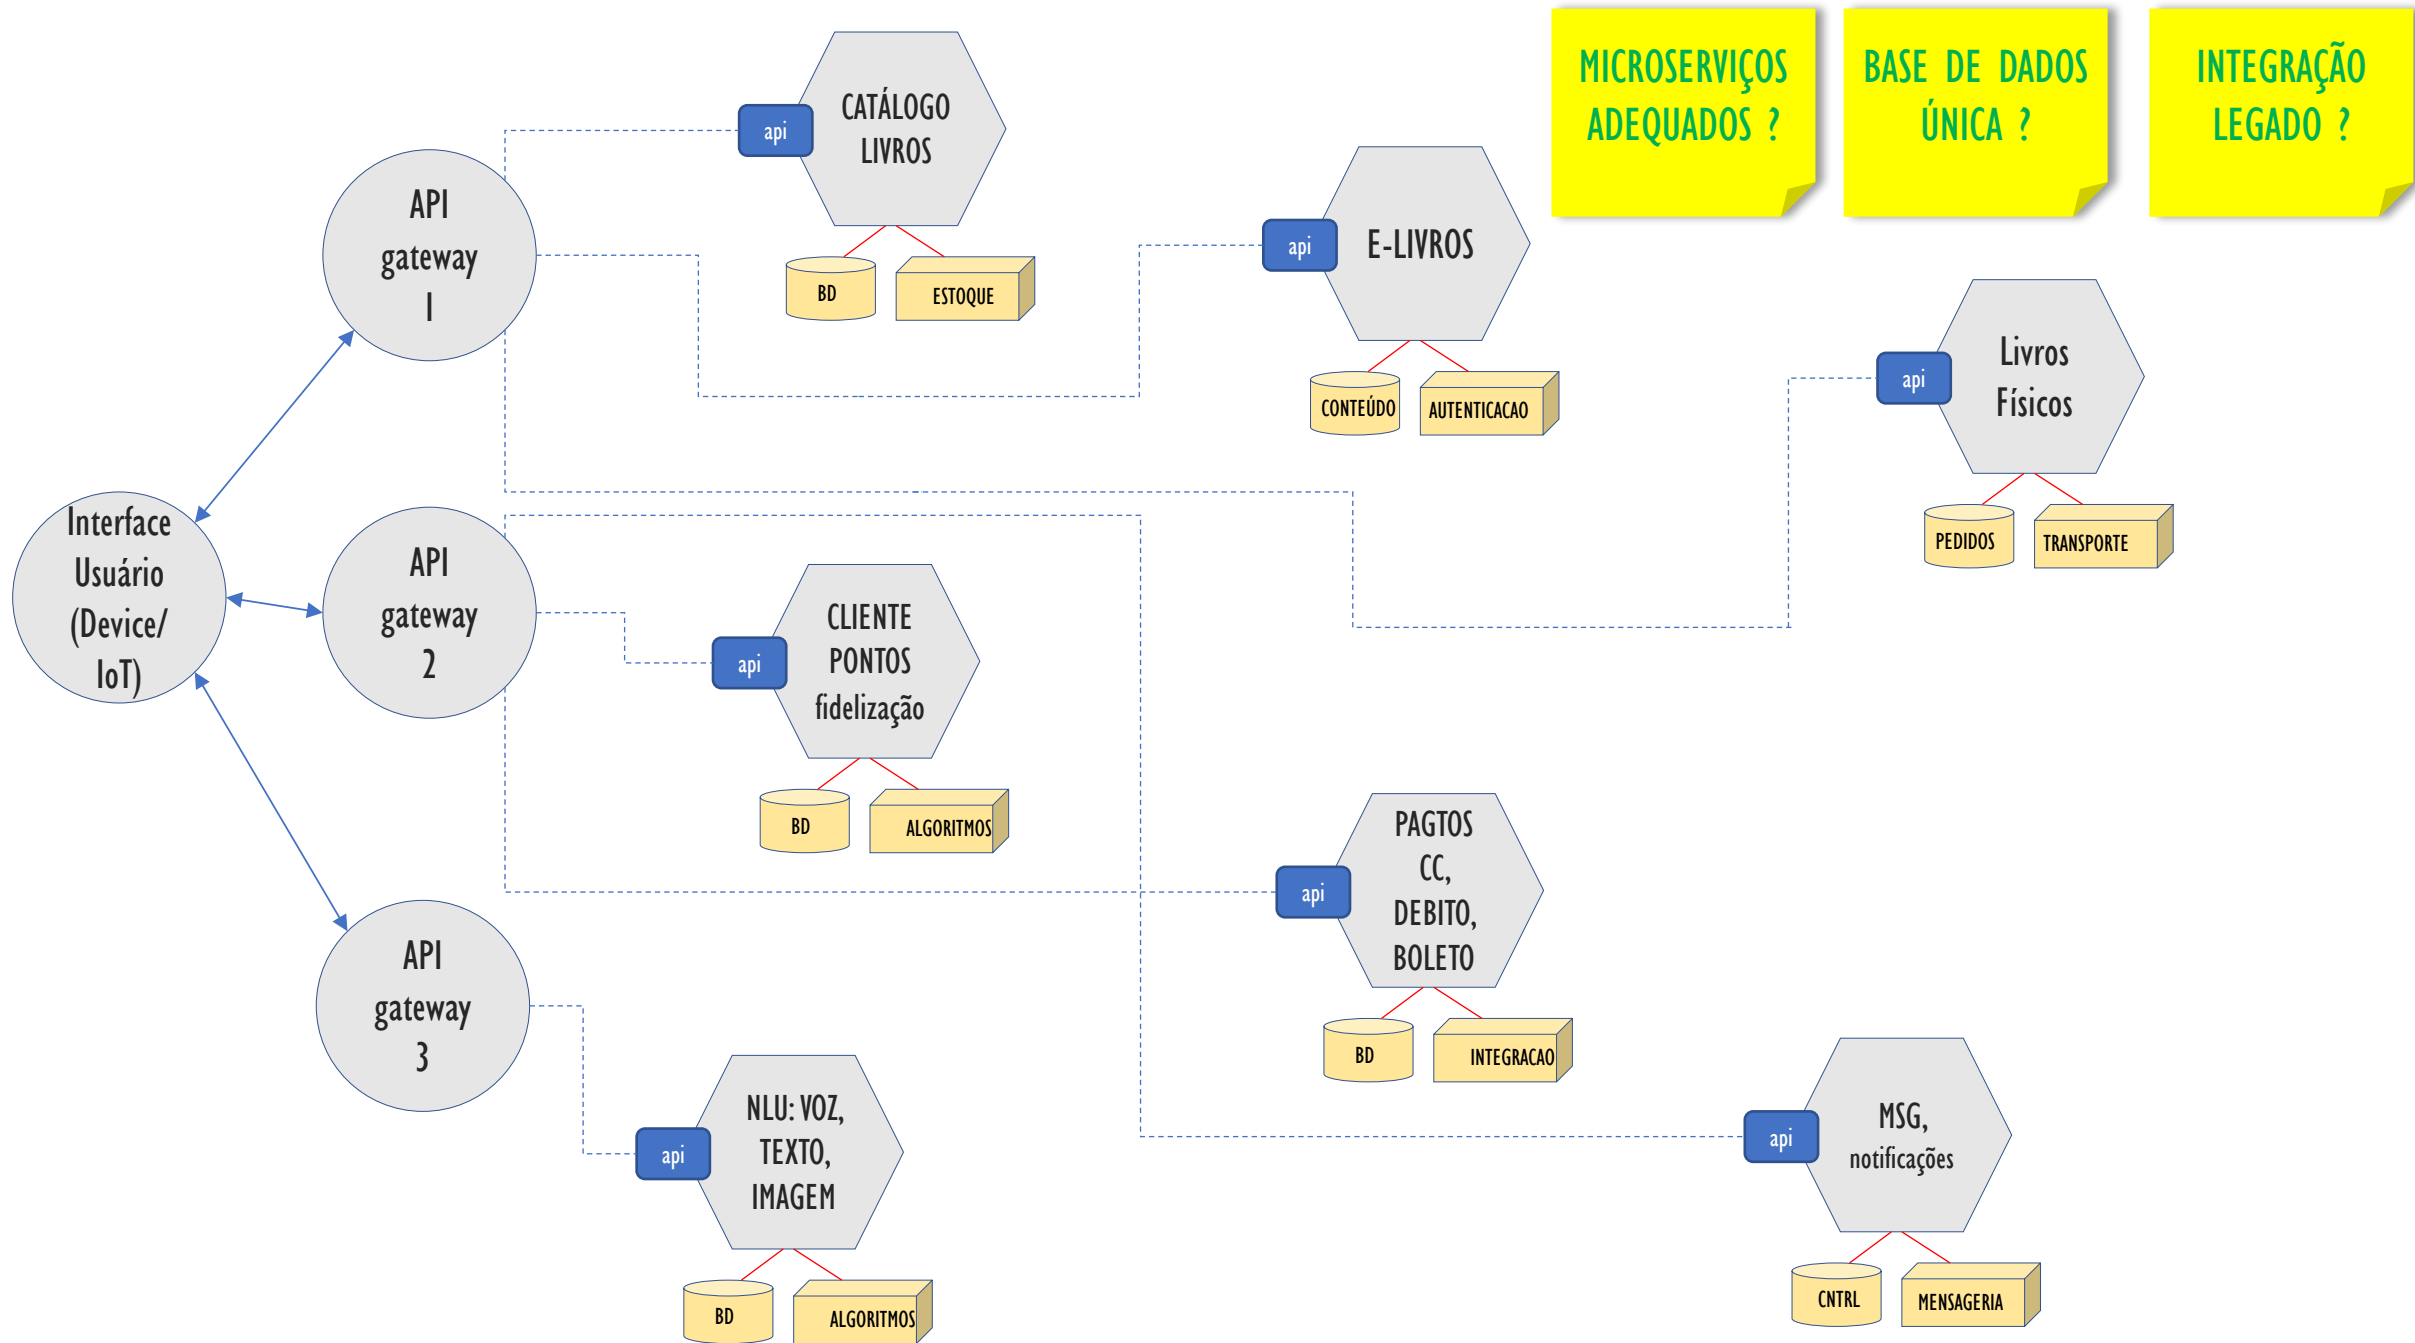 MICROSERVIÇOS
ADEQUADOS ?
BASE DE DADOS
ÚNICA ?
INTEGRAÇÃO
LEGADO ?
CATÁLOGO
LIVROS
api
BD
ESTOQUE
API
gateway
1
api
E-LIVROS
CONTEÚDO
AUTENTICACAO
api
Livros
Físicos
PEDIDOS
TRANSPORTE
Interface
Usuário
(Device/
IoT)
API
gateway
2
api
CLIENTE
PONTOS
fidelização
BD
ALGORITMOS
api
PAGTOS
CC,
DEBITO,
BOLETO
BD
INTEGRACAO
API
gateway
3
api
NLU: VOZ,
TEXTO,
IMAGEM
BD
ALGORITMOS
api
MSG,
notificações
CNTRL
MENSAGERIA